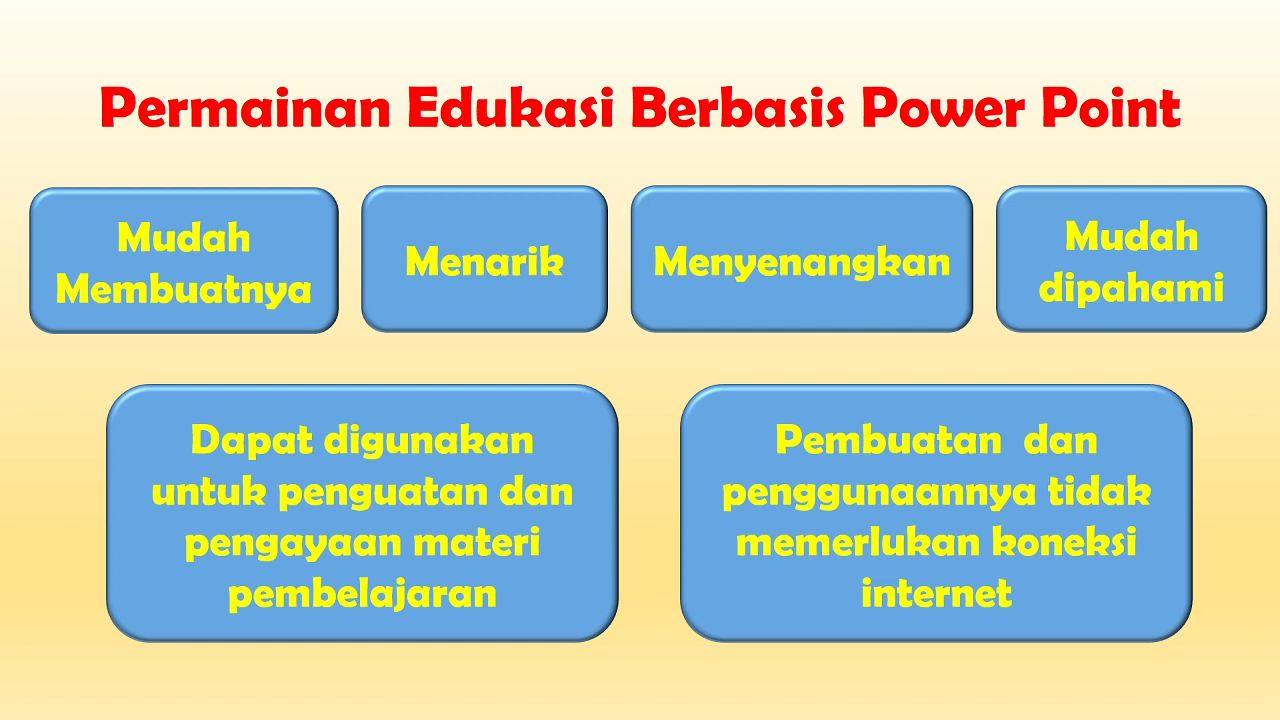 Permainan Edukasi Berbasis Power Point
Mudah
Membuatnya
Menarik
Menyenangkan
Mudah
dipahami
Dapat digunakan
untuk penguatan dan
pengayaan materi
pembelajaran
Pembuatan  dan
penggunaannya tidak
memerlukan koneksi
internet